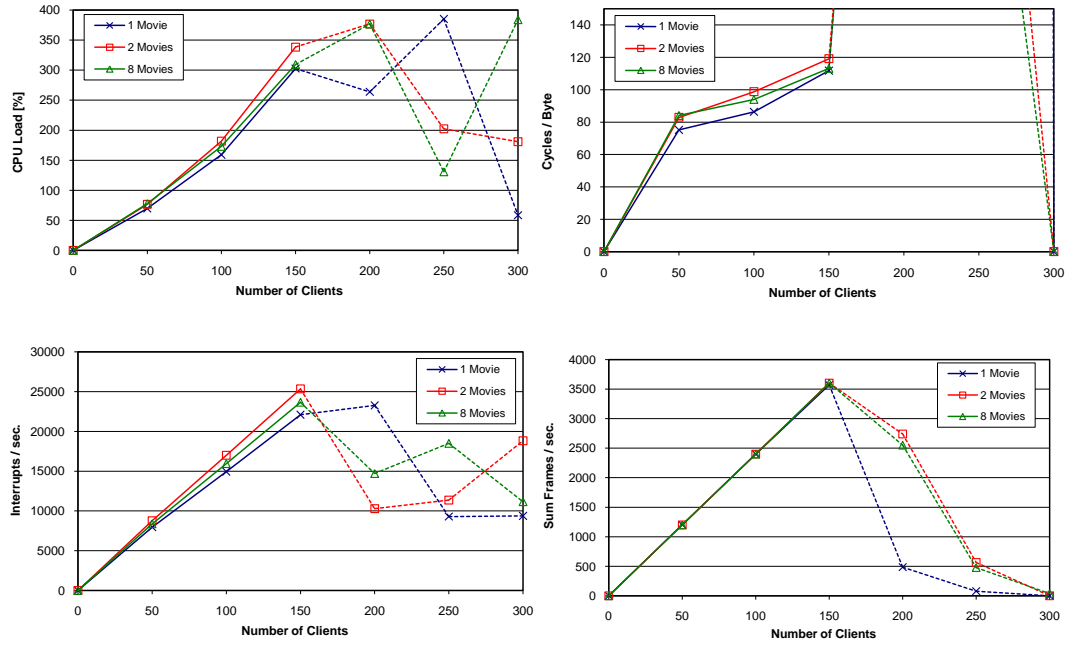 CPU Load [%]
400
350
300
250
200
150
100
50
0
1 Movie
2 Movies
8 Movies
0 50 100 150 200 250 300
Number of Clients
Cycles / Byte
140
120
100
80
60
40
20
0
1 Movie
2 Movies
8 Movies
0 50 100 150 200 250 300
Number of Clients
Interrupts / sec.
30000
25000
20000
15000
10000
5000
0
1 Movie
2 Movies
8 Movies
0 50 100 150 200 250 300
Number of Clients
Sum Frames / sec.
4000
3500
3000
2500
2000
1500
1000
500
0
1 Movie
2 Movies
8 Movies
0 50 100 150 200 250 300
Number of Clients